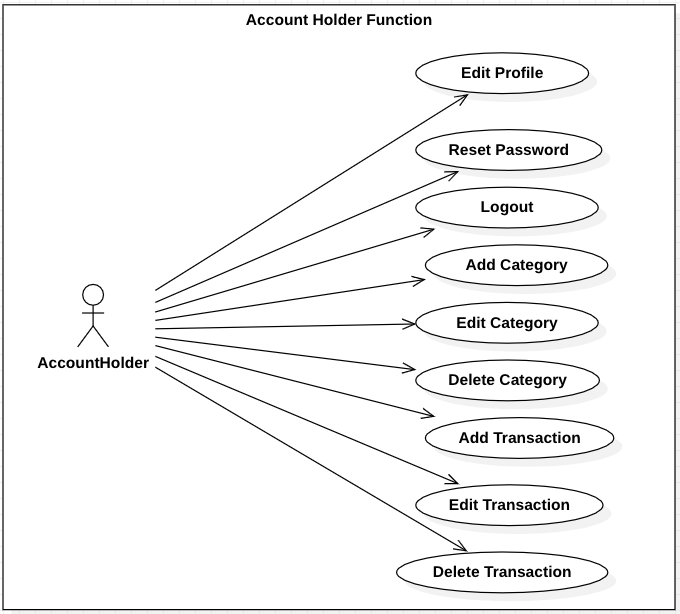 Account Holder Function
Edit Profile
Reset Password
Logout
Add Category
Edit Category
AccountHolder
Delete Category
Add Transaction
Edit Transaction
Delete Transaction